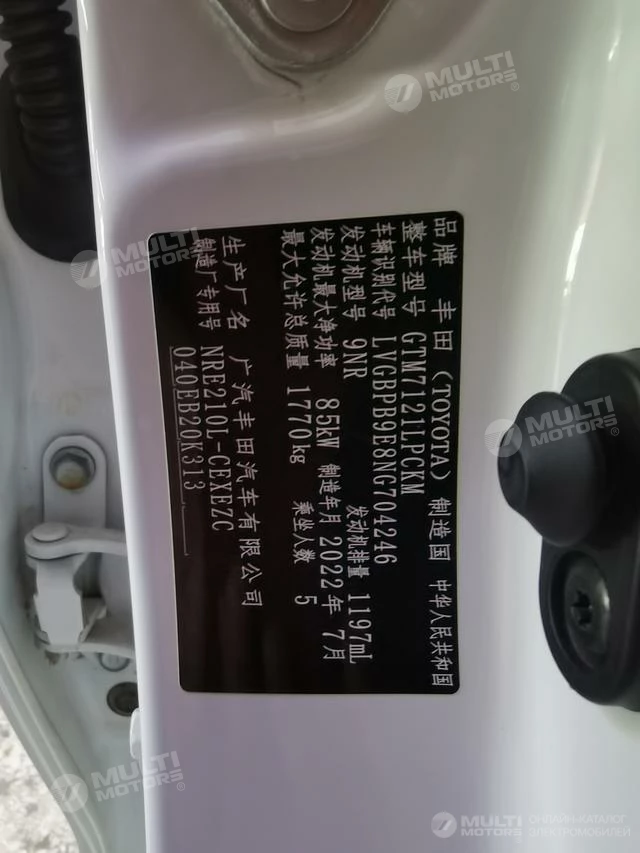 品牌 丰田(TOYOTA) 制造国 中华人民共和国
整车型号 GTM7121LPCKM
车辆识别代号 LVGBPB9E8NG704246
发动机型号 9NR 发动机排量 1197mL
发动机最大净功率 85kW 制造年月 2022年 7月
最大允许总质量 1770kg 乘坐人数 5
生产厂名 广汽丰田汽车有限公司
制造厂专用号 NRE210L-CEXEZC
040EB20K313
MULTI MOTORS®
MULTI MOTORS®
MULTI MOTORS®
MULTI MOTORS ОНЛАЙН-КАТАЛОГ ЭЛЕКТРОМОБИЛЕЙ